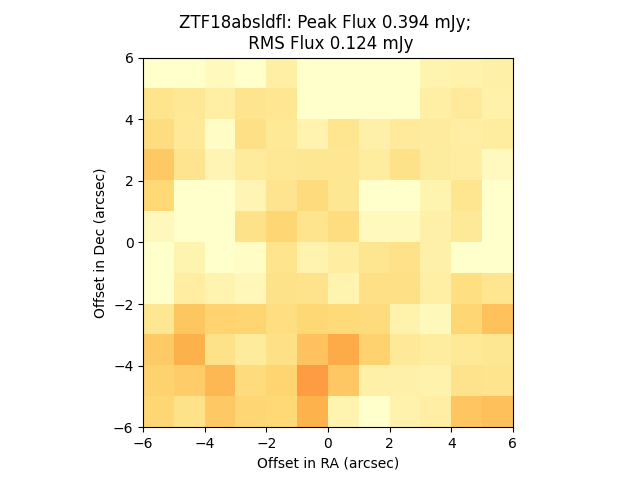 ZTF18absldfl: Peak Flux 0.394 mJy;
RMS Flux 0.124 mJy
6
4
2
0
−2
−4
−6
Offset in Dec (arcsec)
−6 −4 −2 0 2 4 6
Offset in RA (arcsec)